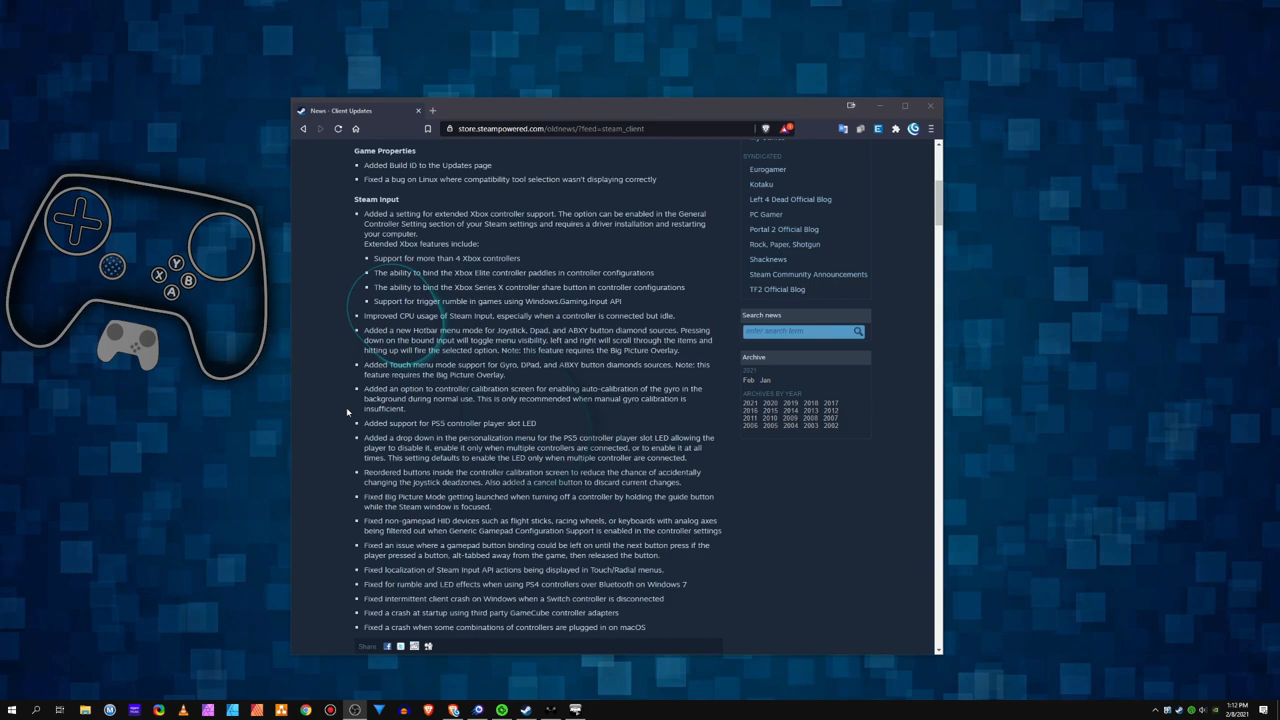 News - Client Updates
store.steampowered.com/oldnews/?feed=steam_client
Game Properties
Added Build ID to the Updates page
Fixed a bug on Linux where compatibility tool selection wasn't displaying correctly
Steam Input
Added a setting for extended Xbox controller support. The option can be enabled in the General
Controller Setting section of your Steam settings and requires a driver installation and restarting
your computer.
Extended Xbox features include:
Support for more than 4 Xbox controllers
The ability to bind the Xbox Elite controller paddles in controller configurations
The ability to bind the Xbox Series X controller share button in controller configurations
Support for trigger rumble in games using Windows.Gaming.Input API
Improved CPU usage of Steam Input, especially when a controller is connected but idle.
Added a new Hotbar menu mode for Joystick, Dpad, and ABXY button diamond sources. Pressing
down on the bound input will toggle menu visibility, left and right will scroll through the items and
hitting up will fire the selected option. Note: this feature requires the Big Picture Overlay.
Added Touch menu mode support for Gyro, DPad, and ABXY button diamonds sources. Note: this
feature requires the Big Picture Overlay.
Added an option to controller calibration screen for enabling auto-calibration of the gyro in the
background during normal use. This is only recommended when manual gyro calibration is
insufficient.
Added support for PS5 controller player slot LED
Added a drop down in the personalization menu for the PS5 controller player slot LED allowing the
player to disable it, enable it only when multiple controllers are connected, or to enable it at all
times. This setting defaults to enable the LED only when multiple controller are connected.
Reordered buttons inside the controller calibration screen to reduce the chance of accidentally
changing the joystick deadzones. Also added a cancel button to discard current changes.
Fixed Big Picture Mode getting launched when turning off a controller by holding the guide button
while the Steam window is focused.
Fixed non-gamepad HID devices such as flight sticks, racing wheels, or keyboards with analog axes
being filtered out when Generic Gamepad Configuration Support is enabled in the controller settings
Fixed an issue where a gamepad button binding could be left on until the next button press if the
player pressed a button, alt-tabbed away from the game, then released the button.
Fixed localization of Steam Input API actions being displayed in Touch/Radial menus.
Fixed for rumble and LED effects when using PS4 controllers over Bluetooth on Windows 7
Fixed intermittent client crash on Windows when a Switch controller is disconnected
Fixed a crash at startup using third party GameCube controller adapters
Fixed a crash when some combinations of controllers are plugged in on macOS
Share:
SYNDICATED
Eurogamer
Kotaku
Left 4 Dead Official Blog
PC Gamer
Portal 2 Official Blog
Rock, Paper, Shotgun
Shacknews
Steam Community Announcements
TF2 Official Blog
Search news
enter search term
Archive
2021
Feb Jan
ARCHIVES BY YEAR
2021 2020 2019 2018 2017
2016 2015 2014 2013 2012
2011 2010 2009 2008 2007
2006 2005 2004 2003 2002
X Y A B
1:12 PM
2/8/2021